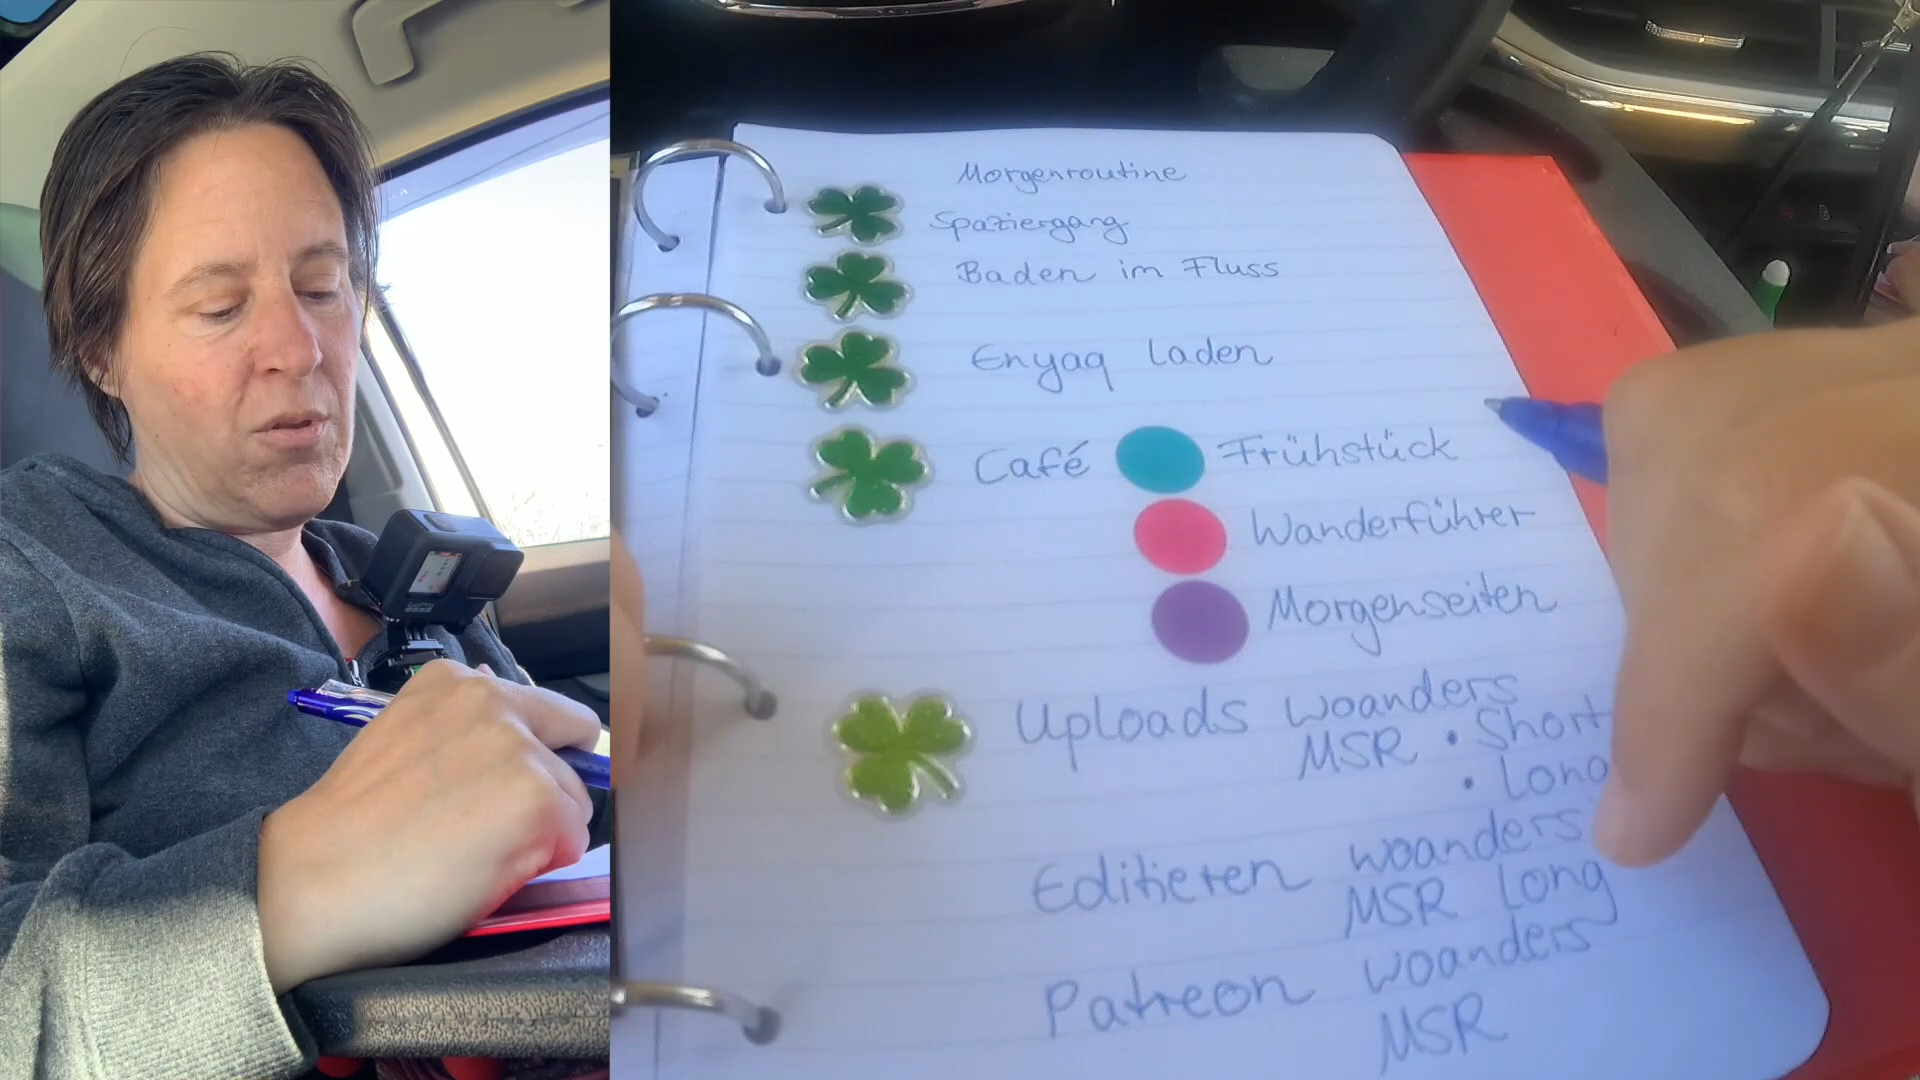 Morgenroutine
Spaziergang
Baden im Fluss
Enyaq laden
Café Frühstück
Wanderführer
Morgenseiten
Uploads woanders
MSR • Short
• Long
Editieren woanders
MSR Long
Patreon woanders
MSR
GoPro